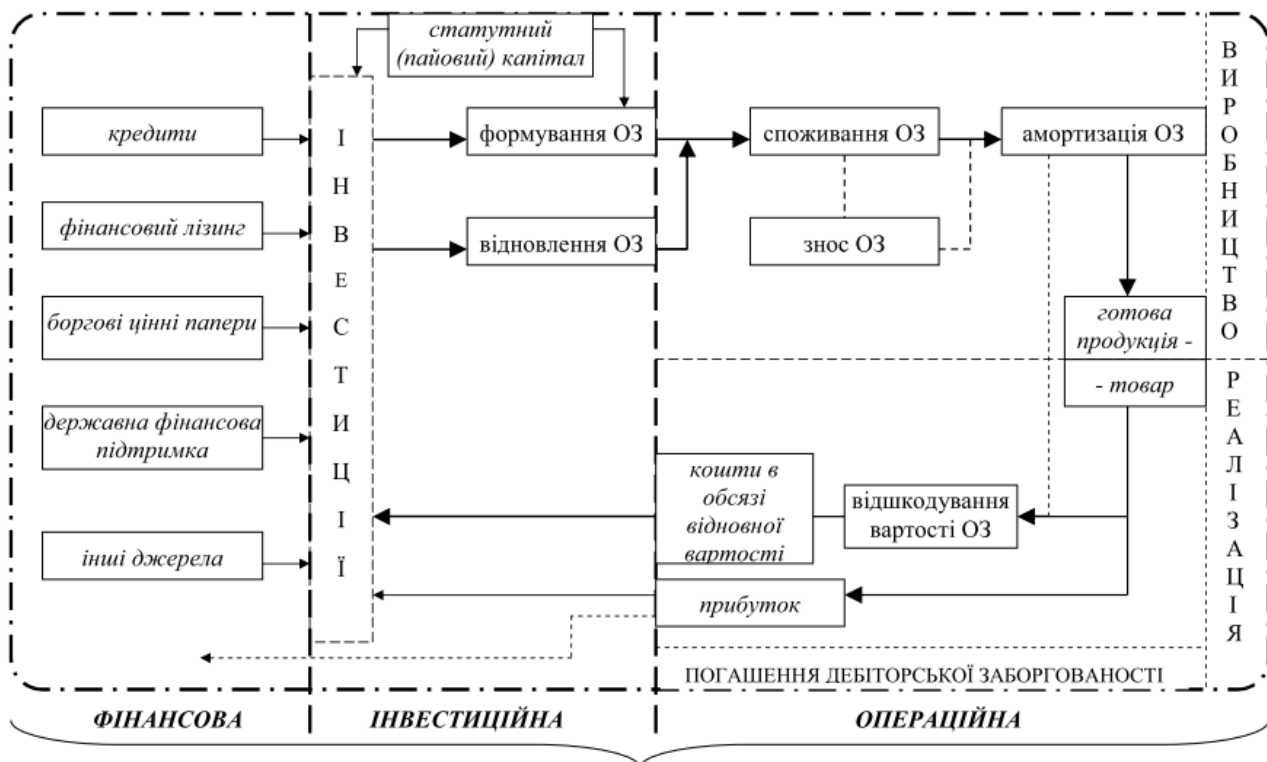 статутний
(пайовий) капітал
кредити
фінансовий лізинг
боргові цінні папери
державна фінансова
підтримка
інші джерела
І
Н
В
Е
С
Т
И
Ц
І
Ї
формування ОЗ
відновлення ОЗ
споживання ОЗ
знос ОЗ
амортизація ОЗ
готова
продукція -
- товар
кошти в
обсязі
відновної
вартості
відшкодування
вартості ОЗ
прибуток
В
И
Р
О
Б
Н
И
Ц
Т
В
О
Р
Е
А
Л
І
З
А
Ц
І
Я
ПОГАШЕННЯ ДЕБІТОРСЬКОЇ ЗАБОРГОВАНОСТІ
ФІНАНСОВА
ІНВЕСТИЦІЙНА
ОПЕРАЦІЙНА